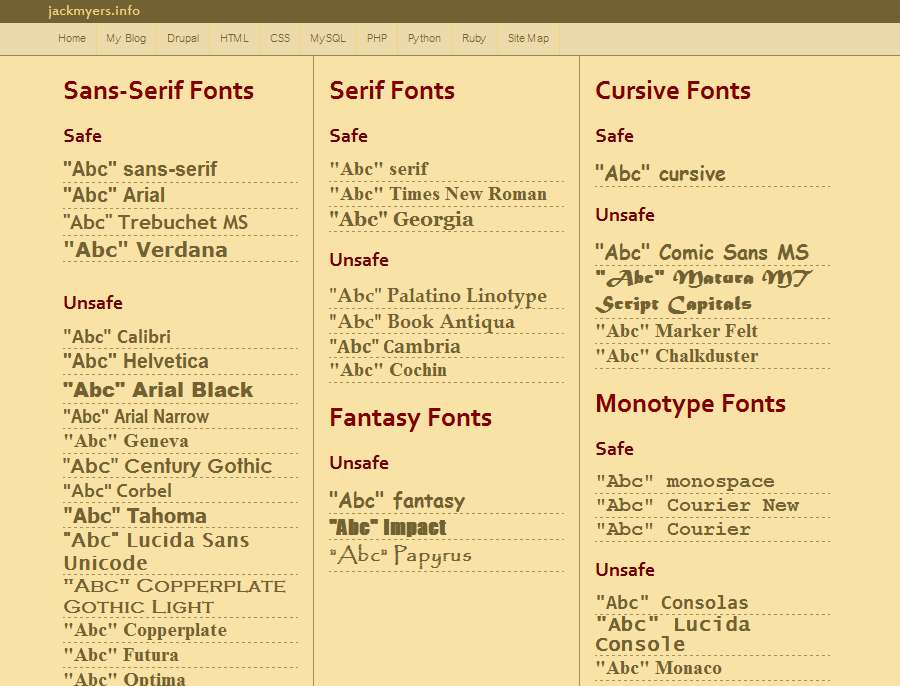 jackmyers.info
Home My Blog Drupal HTML CSS MySQL PHP Python Ruby Site Map
Sans-Serif Fonts
Safe
"Abc" sans-serif
"Abc" Arial
"Abc" Trebuchet MS
"Abc" Verdana
Unsafe
"Abc" Calibri
"Abc" Helvetica
"Abc" Arial Black
"Abc" Arial Narrow
"Abc" Geneva
"Abc" Century Gothic
"Abc" Corbel
"Abc" Tahoma
"Abc" Lucida Sans
Unicode
"Abc" Copperplate
Gothic Light
"Abc" Copperplate
"Abc" Futura
"Abc" Optima
Serif Fonts
Safe
"Abc" serif
"Abc" Times New Roman
"Abc" Georgia
Unsafe
"Abc" Palatino Linotype
"Abc" Book Antiqua
"Abc" Cambria
"Abc" Cochin
Fantasy Fonts
Unsafe
"Abc" fantasy
"Abc" Impact
"Abc" Papyrus
Cursive Fonts
Safe
"Abc" cursive
Unsafe
"Abc" Comic Sans MS
"Abc" Matura MT
Script Capitals
"Abc" Marker Felt
"Abc" Chalkduster
Monotype Fonts
Safe
"Abc" monospace
"Abc" Courier New
"Abc" Courier
Unsafe
"Abc" Consolas
"Abc" Lucida
Console
"Abc" Monaco